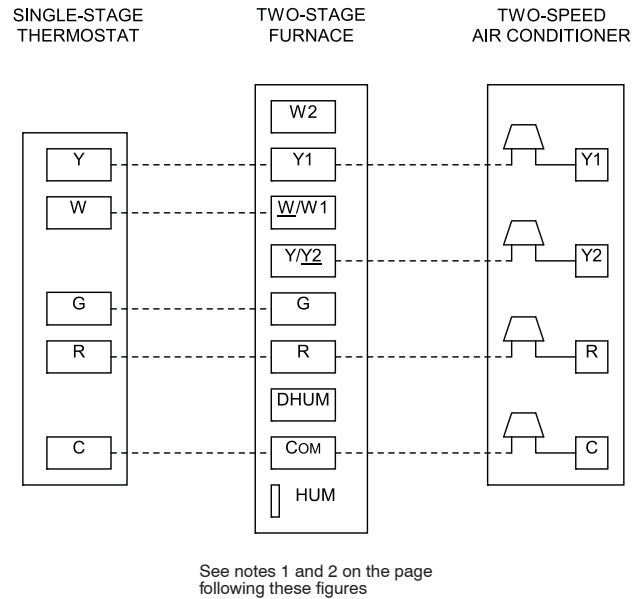 SINGLE-STAGE
THERMOSTAT
TWO-STAGE
FURNACE
TWO-SPEED
AIR CONDITIONER
W2
Y
Y1
Y1
W
W/W1
Y/Y2
Y2
G
G
R
R
R
DHUM
C
COM
C
HUM
See notes 1 and 2 on the page
following these figures